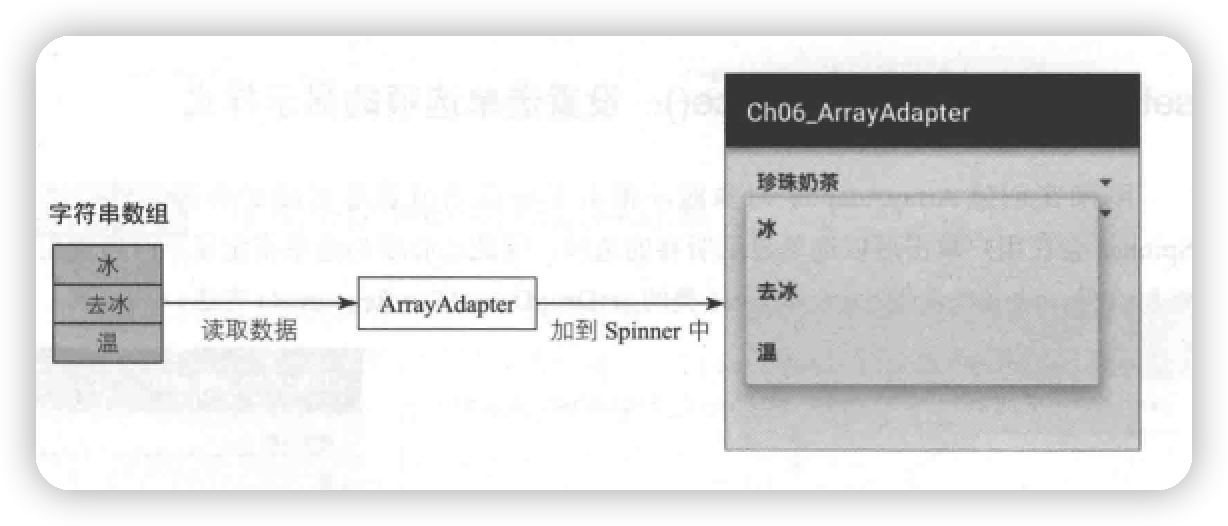 字符串数组
冰
去冰
温
读取数据
ArrayAdapter
加到 Spinner 中
Ch06_ArrayAdapter
珍珠奶茶
冰
去冰
温